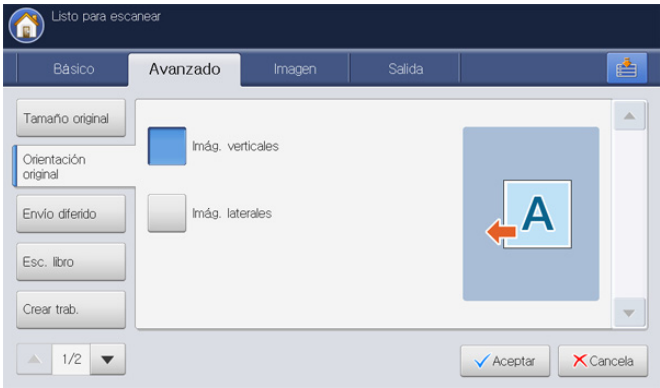 Listo para escanear
Básico
Avanzado
Imagen
Salida
Tamaño original
Orientación
original
Envío diferido
Esc. libro
Crear trab.
1/2
Imág. verticales
Imág. laterales
A
Aceptar
Cancela